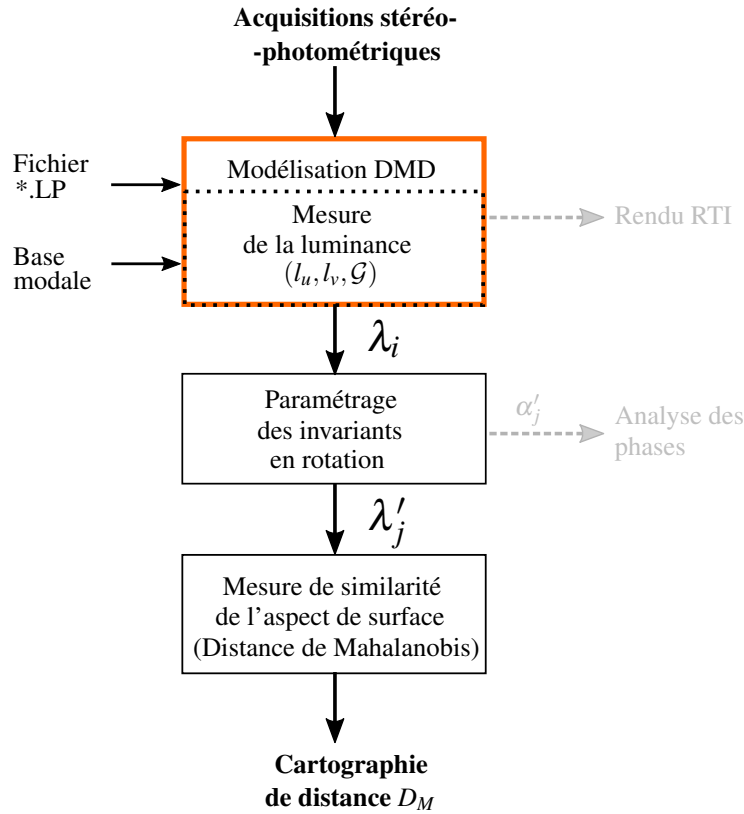 Acquisitions stéréo-
-photométriques
Fichier
*.LP
Modélisation DMD
Mesure
de la luminance
(l_u, l_v, 𝒢)
Base
modale
Rendu RTI
λ_i
Paramétrage
des invariants
en rotation
α′_j
Analyse des
phases
λ′_j
Mesure de similarité
de l'aspect de surface
(Distance de Mahalanobis)
Cartographie
de distance D_M